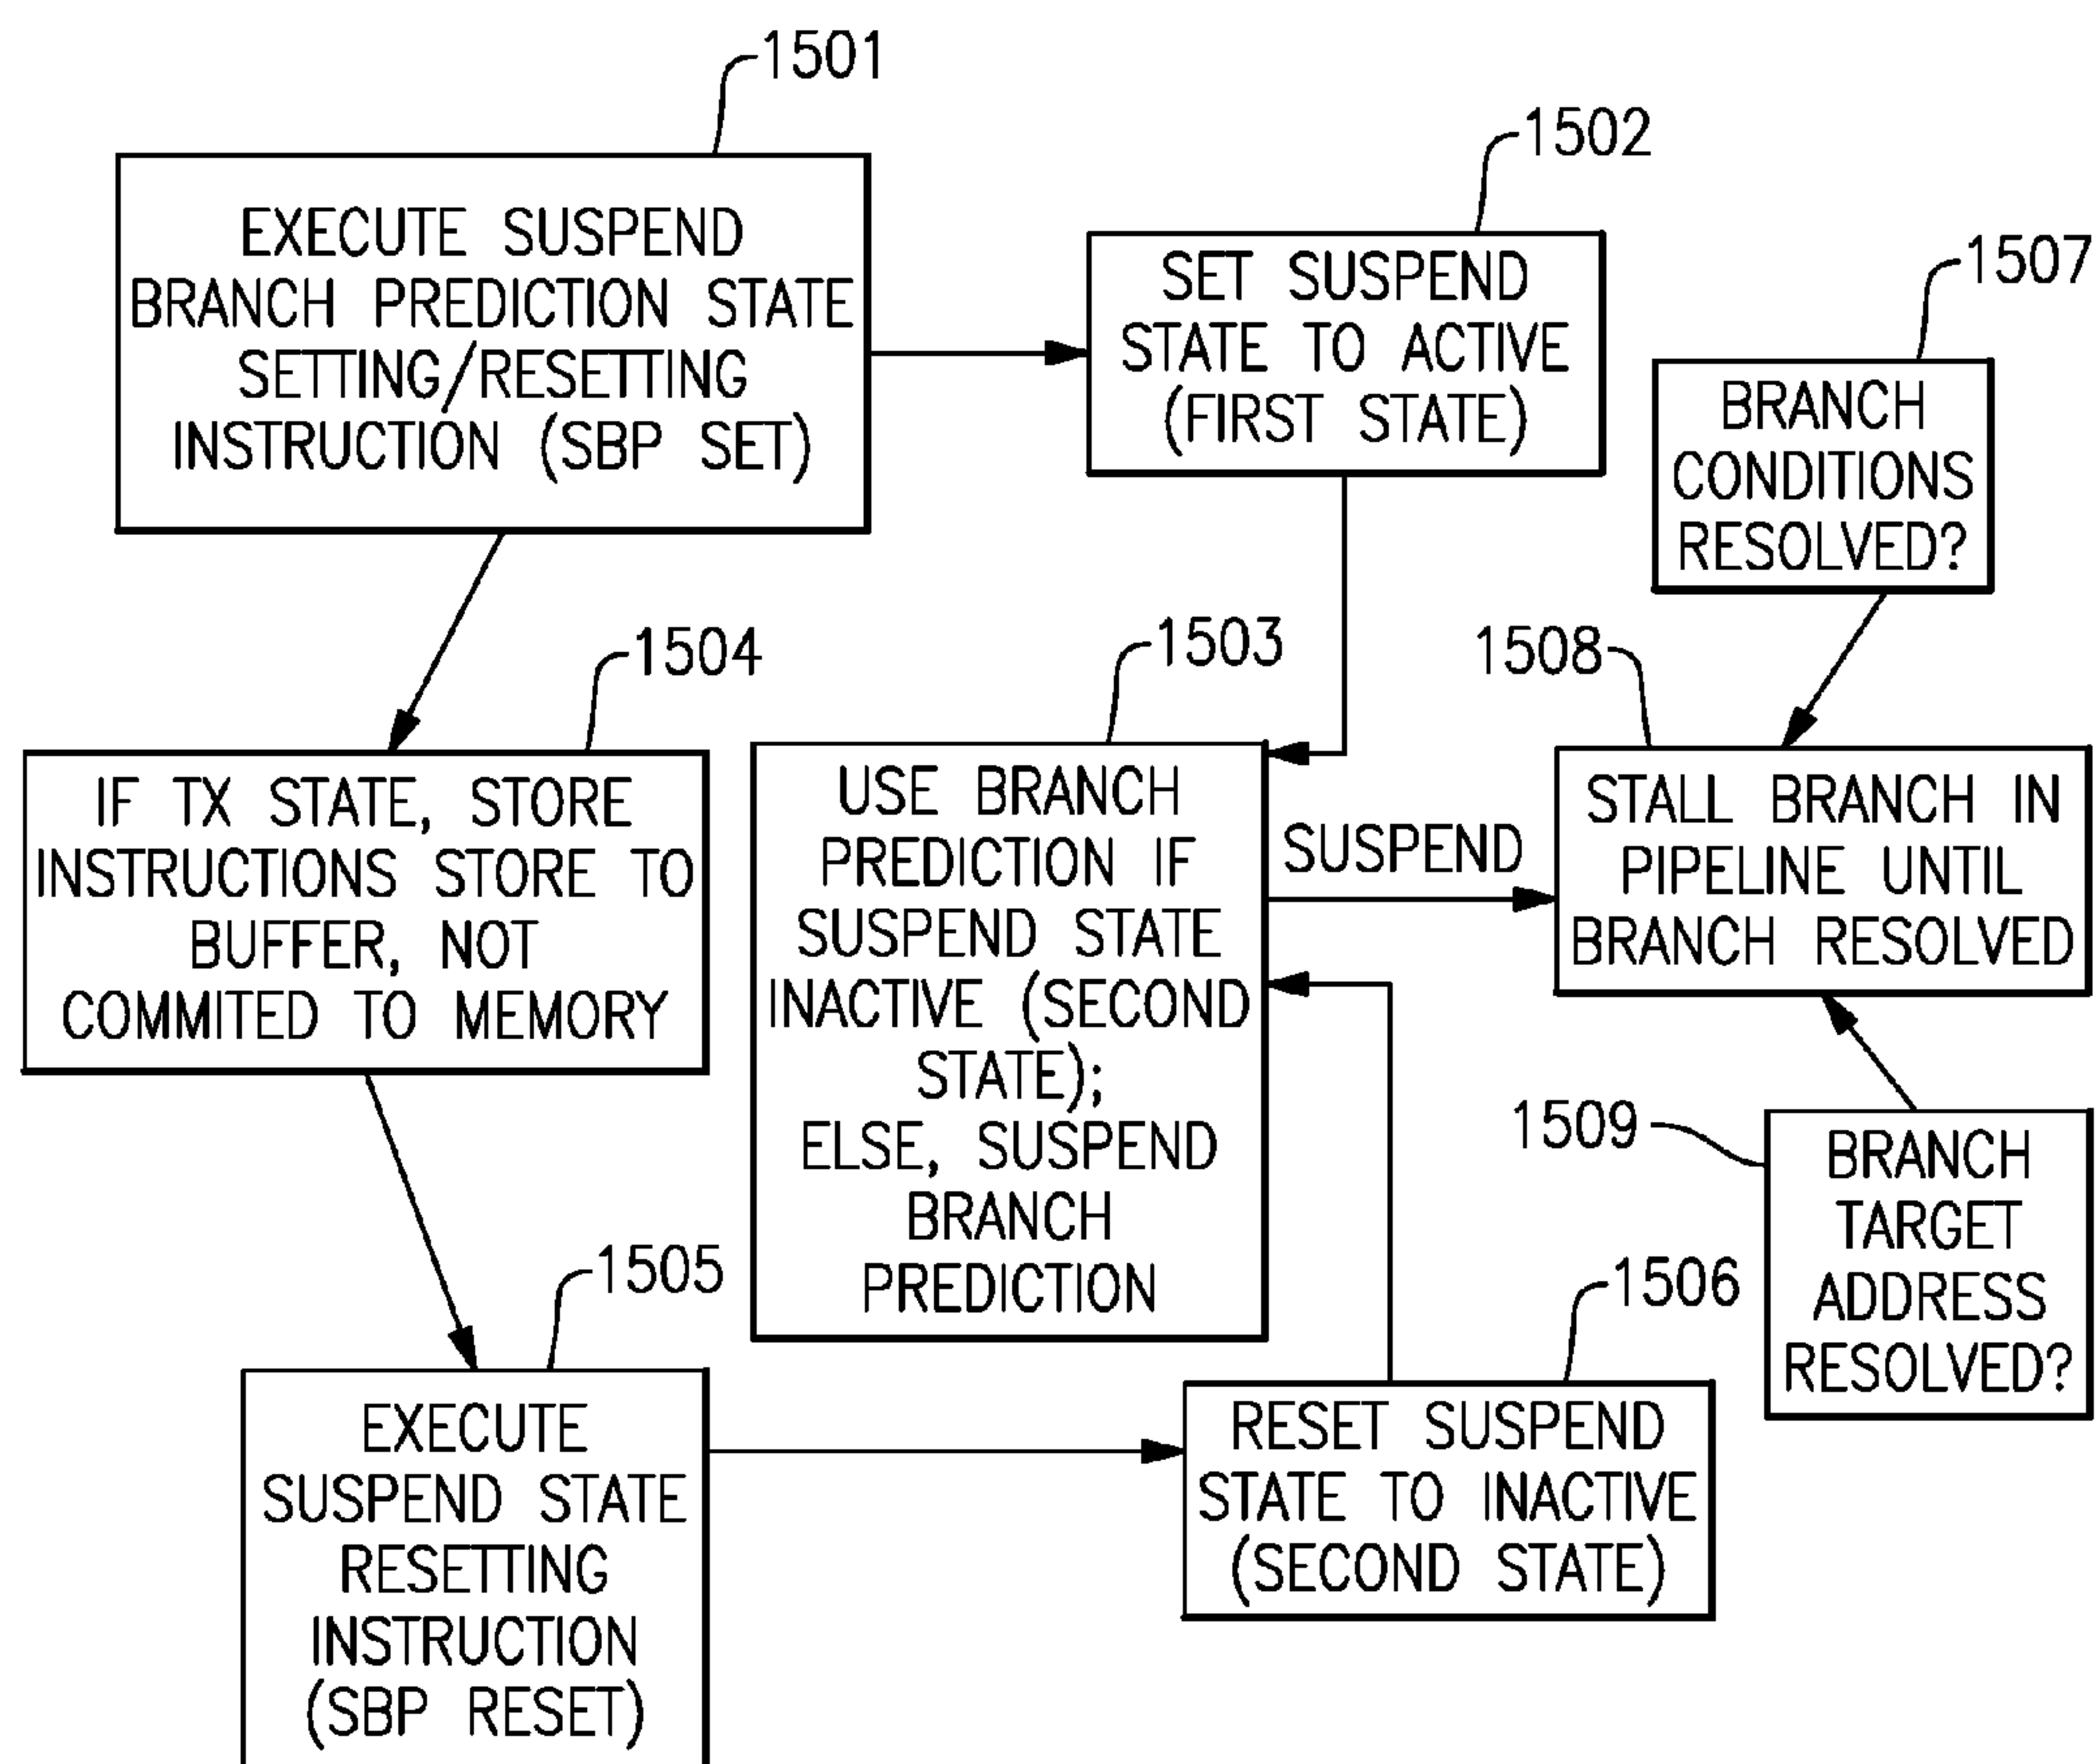 1501
EXECUTE SUSPEND
BRANCH PREDICTION STATE
SETTING/RESETTING
INSTRUCTION (SBP SET)
1502
SET SUSPEND
STATE TO ACTIVE
(FIRST STATE)
1507
BRANCH
CONDITIONS
RESOLVED?
1504
IF TX STATE, STORE
INSTRUCTIONS STORE TO
BUFFER, NOT
COMMITED TO MEMORY
1503
USE BRANCH
PREDICTION IF
SUSPEND STATE
INACTIVE (SECOND
STATE);
ELSE, SUSPEND
BRANCH
PREDICTION
SUSPEND
1508
STALL BRANCH IN
PIPELINE UNTIL
BRANCH RESOLVED
1509
BRANCH
TARGET
ADDRESS
RESOLVED?
1505
EXECUTE
SUSPEND STATE
RESETTING
INSTRUCTION
(SBP RESET)
1506
RESET SUSPEND
STATE TO INACTIVE
(SECOND STATE)